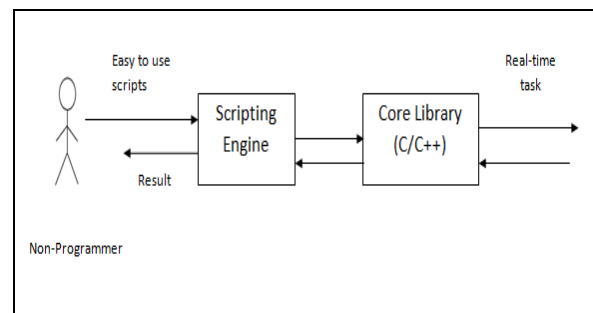 Easy to use
scripts
Scripting
Engine
Core Library
(C/C++)
Real-time
task
Result
Non-Programmer